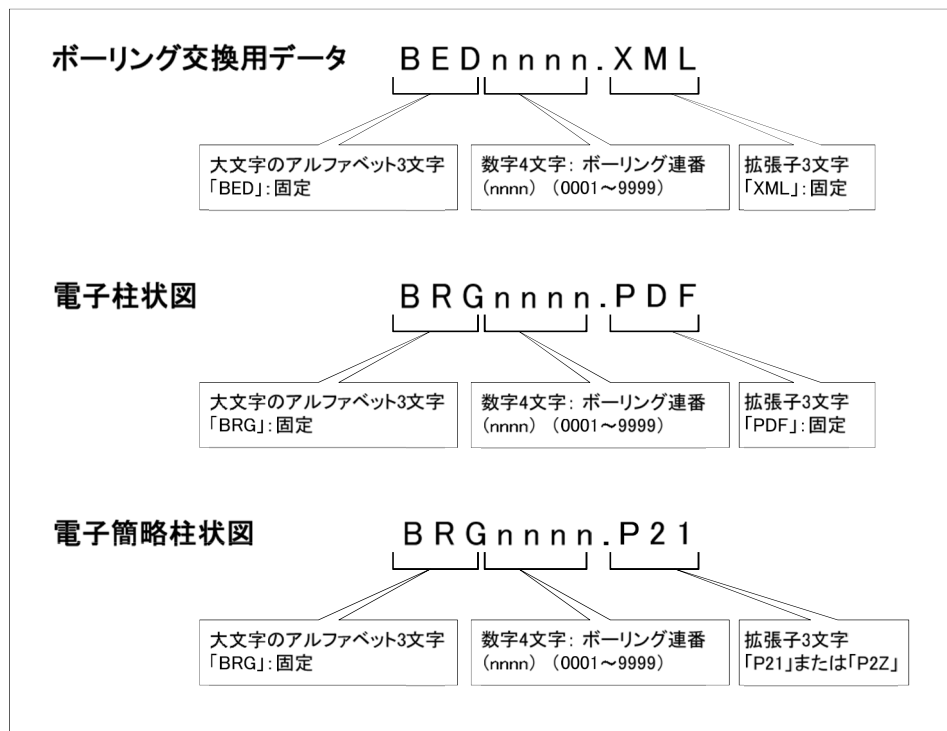 ボーリング交換用データ BEDnnnn.XML
大文字のアルファベット3文字
「BED」:固定
数字4文字: ボーリング連番
(nnnn) (0001～9999)
拡張子3文字
「XML」:固定
電子柱状図 BRGnnnn.PDF
大文字のアルファベット3文字
「BRG」:固定
数字4文字: ボーリング連番
(nnnn) (0001～9999)
拡張子3文字
「PDF」:固定
電子簡略柱状図 BRGnnnn.P21
大文字のアルファベット3文字
「BRG」:固定
数字4文字: ボーリング連番
(nnnn) (0001～9999)
拡張子3文字
「P21」または「P2Z」